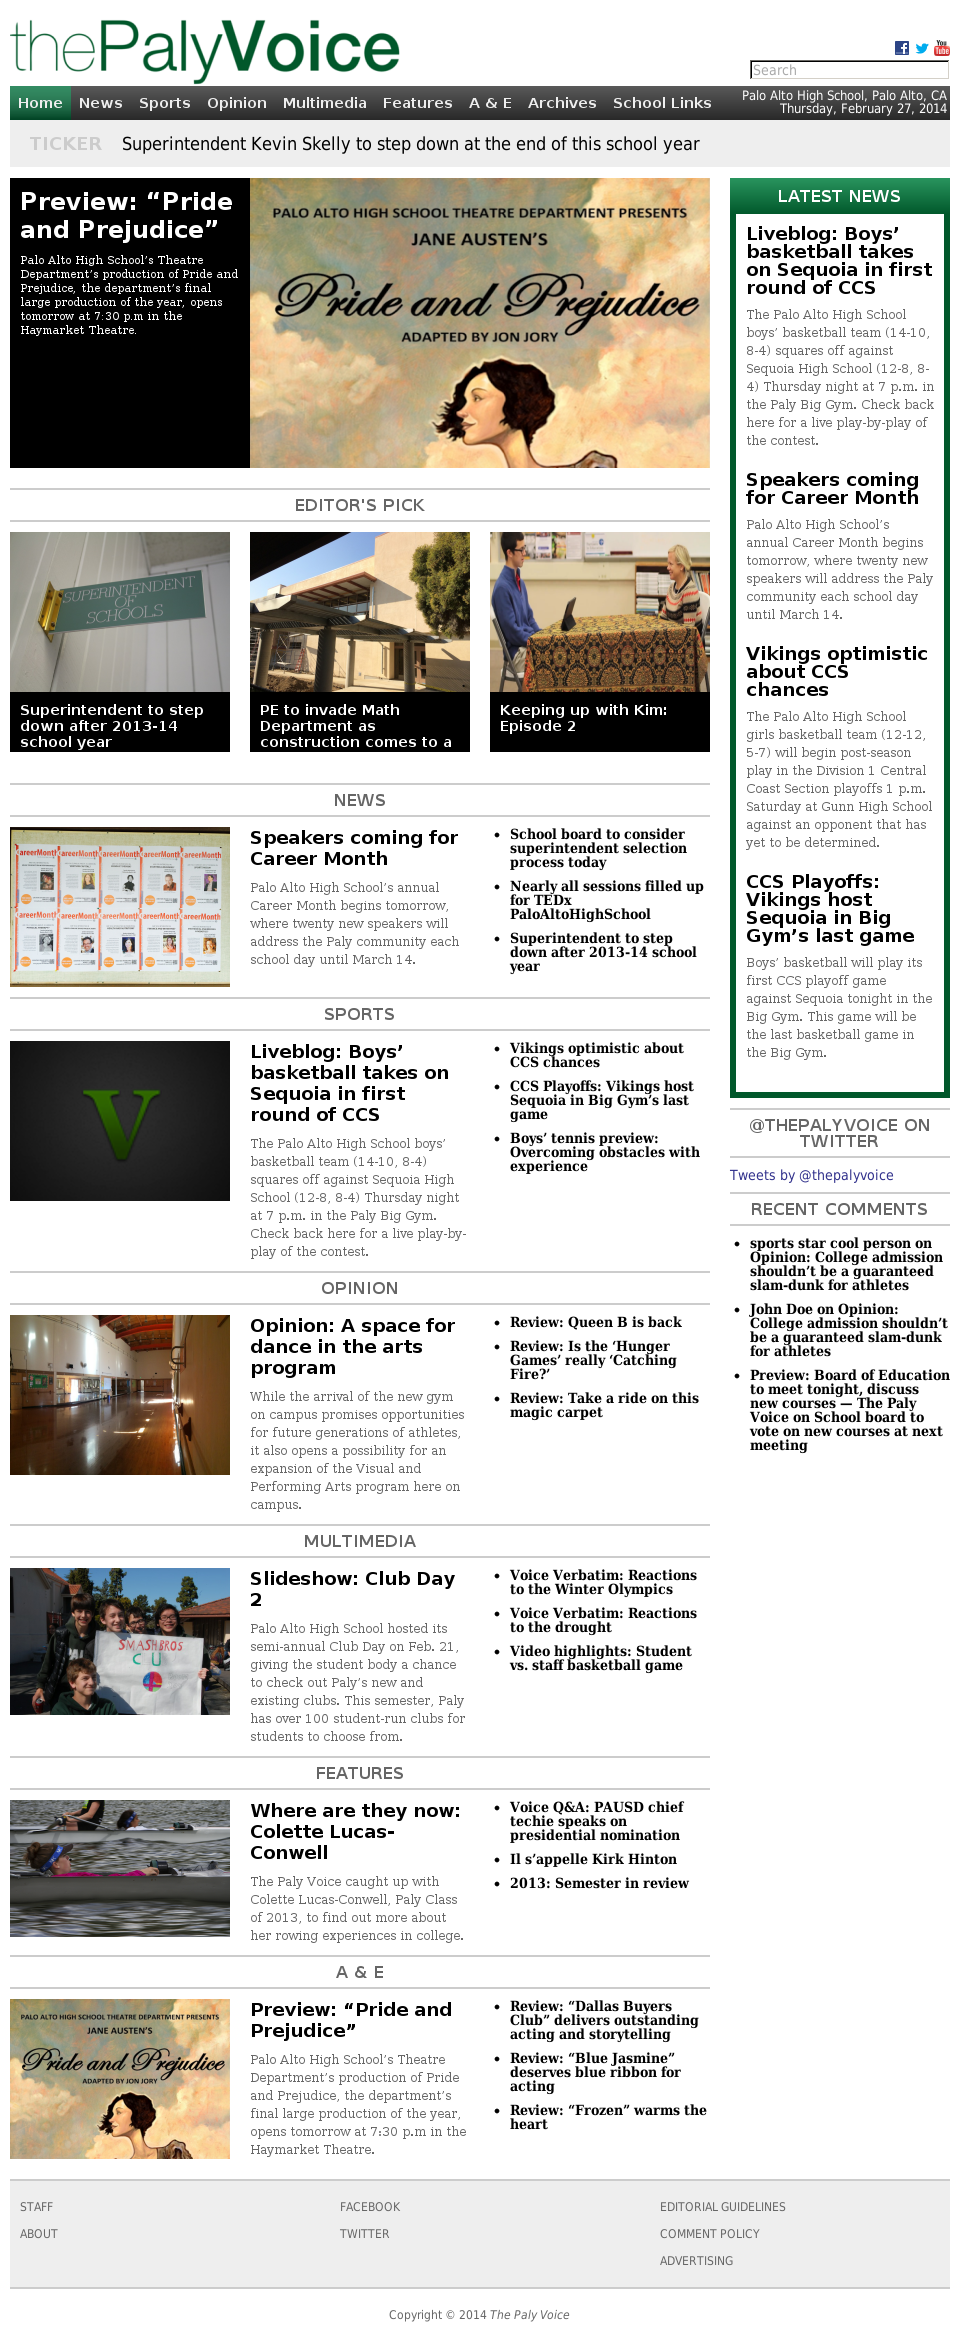 thePalyVoice
Search
Home News Sports Opinion Multimedia Features A & E Archives School Links
Palo Alto High School, Palo Alto, CA
Thursday, February 27, 2014
TICKER Superintendent Kevin Skelly to step down at the end of this school year
Preview: “Pride
and Prejudice”
Palo Alto High School’s Theatre
Department’s production of Pride and
Prejudice, the department’s final
large production of the year, opens
tomorrow at 7:30 p.m in the
Haymarket Theatre.
PALO ALTO HIGH SCHOOL THEATRE DEPARTMENT PRESENTS
JANE AUSTEN'S
Pride and Prejudice
ADAPTED BY JON JORY
EDITOR'S PICK
SUPERINTENDENT
OF
SCHOOLS
Superintendent to step
down after 2013-14
school year
PE to invade Math
Department as
construction comes to a
Keeping up with Kim:
Episode 2
NEWS
Speakers coming for
Career Month
Palo Alto High School’s annual
Career Month begins tomorrow,
where twenty new speakers will
address the Paly community each
school day until March 14.
• School board to consider
superintendent selection
process today
• Nearly all sessions filled up
for TEDx
PaloAltoHighSchool
• Superintendent to step
down after 2013-14 school
year
SPORTS
V
Liveblog: Boys’
basketball takes on
Sequoia in first
round of CCS
The Palo Alto High School boys’
basketball team (14-10, 8-4)
squares off against Sequoia High
School (12-8, 8-4) Thursday night
at 7 p.m. in the Paly Big Gym.
Check back here for a live play-by-
play of the contest.
• Vikings optimistic about
CCS chances
• CCS Playoffs: Vikings host
Sequoia in Big Gym’s last
game
• Boys’ tennis preview:
Overcoming obstacles with
experience
OPINION
Opinion: A space for
dance in the arts
program
While the arrival of the new gym
on campus promises opportunities
for future generations of athletes,
it also opens a possibility for an
expansion of the Visual and
Performing Arts program here on
campus.
• Review: Queen B is back
• Review: Is the ‘Hunger
Games’ really ‘Catching
Fire?’
• Review: Take a ride on this
magic carpet
MULTIMEDIA
SMASH BROS
C U
Slideshow: Club Day
2
Palo Alto High School hosted its
semi-annual Club Day on Feb. 21,
giving the student body a chance
to check out Paly’s new and
existing clubs. This semester, Paly
has over 100 student-run clubs for
students to choose from.
• Voice Verbatim: Reactions
to the Winter Olympics
• Voice Verbatim: Reactions
to the drought
• Video highlights: Student
vs. staff basketball game
FEATURES
Where are they now:
Colette Lucas-
Conwell
The Paly Voice caught up with
Colette Lucas-Conwell, Paly Class
of 2013, to find out more about
her rowing experiences in college.
• Voice Q&A: PAUSD chief
techie speaks on
presidential nomination
• Il s’appelle Kirk Hinton
• 2013: Semester in review
A & E
PALO ALTO HIGH SCHOOL THEATRE DEPARTMENT PRESENTS
JANE AUSTEN'S
Pride and Prejudice
ADAPTED BY JON JORY
Preview: “Pride and
Prejudice”
Palo Alto High School’s Theatre
Department’s production of Pride
and Prejudice, the department’s
final large production of the year,
opens tomorrow at 7:30 p.m in the
Haymarket Theatre.
• Review: “Dallas Buyers
Club” delivers outstanding
acting and storytelling
• Review: “Blue Jasmine”
deserves blue ribbon for
acting
• Review: “Frozen” warms the
heart
LATEST NEWS
Liveblog: Boys’
basketball takes
on Sequoia in first
round of CCS
The Palo Alto High School
boys’ basketball team (14-10,
8-4) squares off against
Sequoia High School (12-8, 8-
4) Thursday night at 7 p.m. in
the Paly Big Gym. Check back
here for a live play-by-play of
the contest.
Speakers coming
for Career Month
Palo Alto High School’s
annual Career Month begins
tomorrow, where twenty new
speakers will address the Paly
community each school day
until March 14.
Vikings optimistic
about CCS
chances
The Palo Alto High School
girls basketball team (12-12,
5-7) will begin post-season
play in the Division 1 Central
Coast Section playoffs 1 p.m.
Saturday at Gunn High School
against an opponent that has
yet to be determined.
CCS Playoffs:
Vikings host
Sequoia in Big
Gym’s last game
Boys’ basketball will play its
first CCS playoff game
against Sequoia tonight in the
Big Gym. This game will be
the last basketball game in
the Big Gym.
@THEPALYVOICE ON
TWITTER
Tweets by @thepalyvoice
RECENT COMMENTS
• sports star cool person on
Opinion: College admission
shouldn’t be a guaranteed
slam-dunk for athletes
• John Doe on Opinion:
College admission shouldn’t
be a guaranteed slam-dunk
for athletes
• Preview: Board of Education
to meet tonight, discuss
new courses — The Paly
Voice on School board to
vote on new courses at next
meeting
STAFF FACEBOOK EDITORIAL GUIDELINES
ABOUT TWITTER COMMENT POLICY
ADVERTISING
Copyright © 2014 The Paly Voice